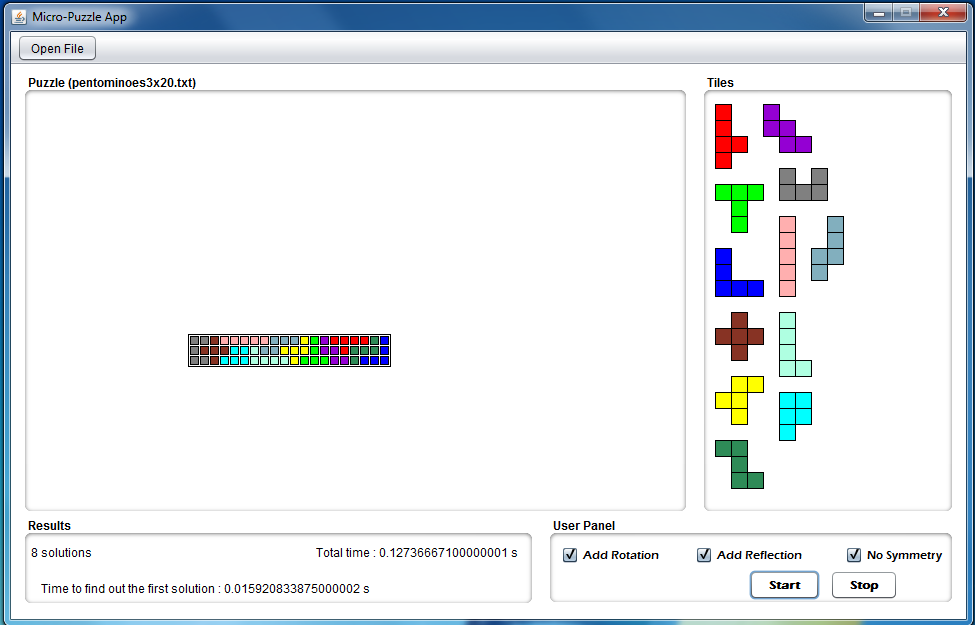 Micro-Puzzle App
Open File
Puzzle (pentominoes3x20.txt)
Tiles
Results
8 solutions
Total time : 0.12736667100000001 s
Time to find out the first solution : 0.015920833875000002 s
User Panel
Add Rotation
Add Reflection
No Symmetry
Start
Stop